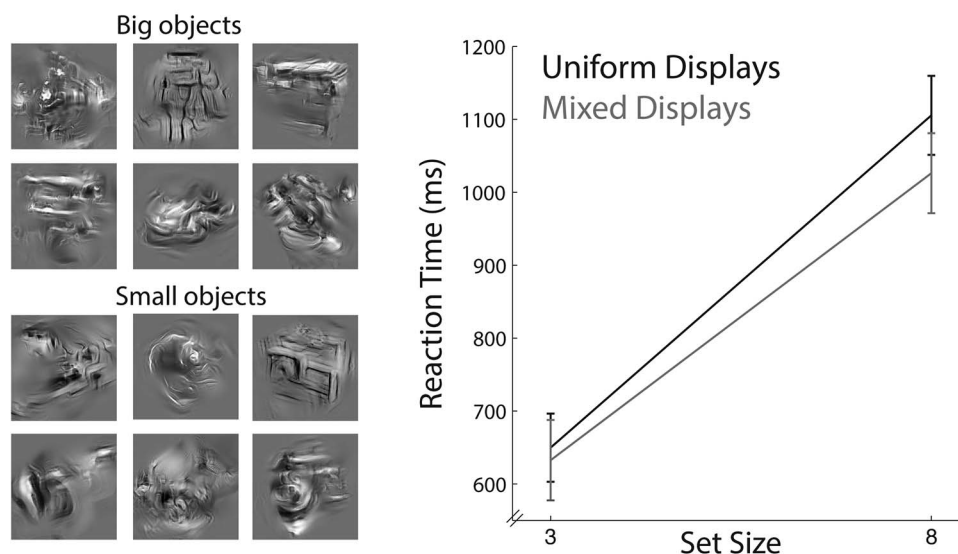 Big objects
Small objects
Uniform Displays
Mixed Displays
Reaction Time (ms)
1200
1100
1000
900
800
700
600
3
8
Set Size